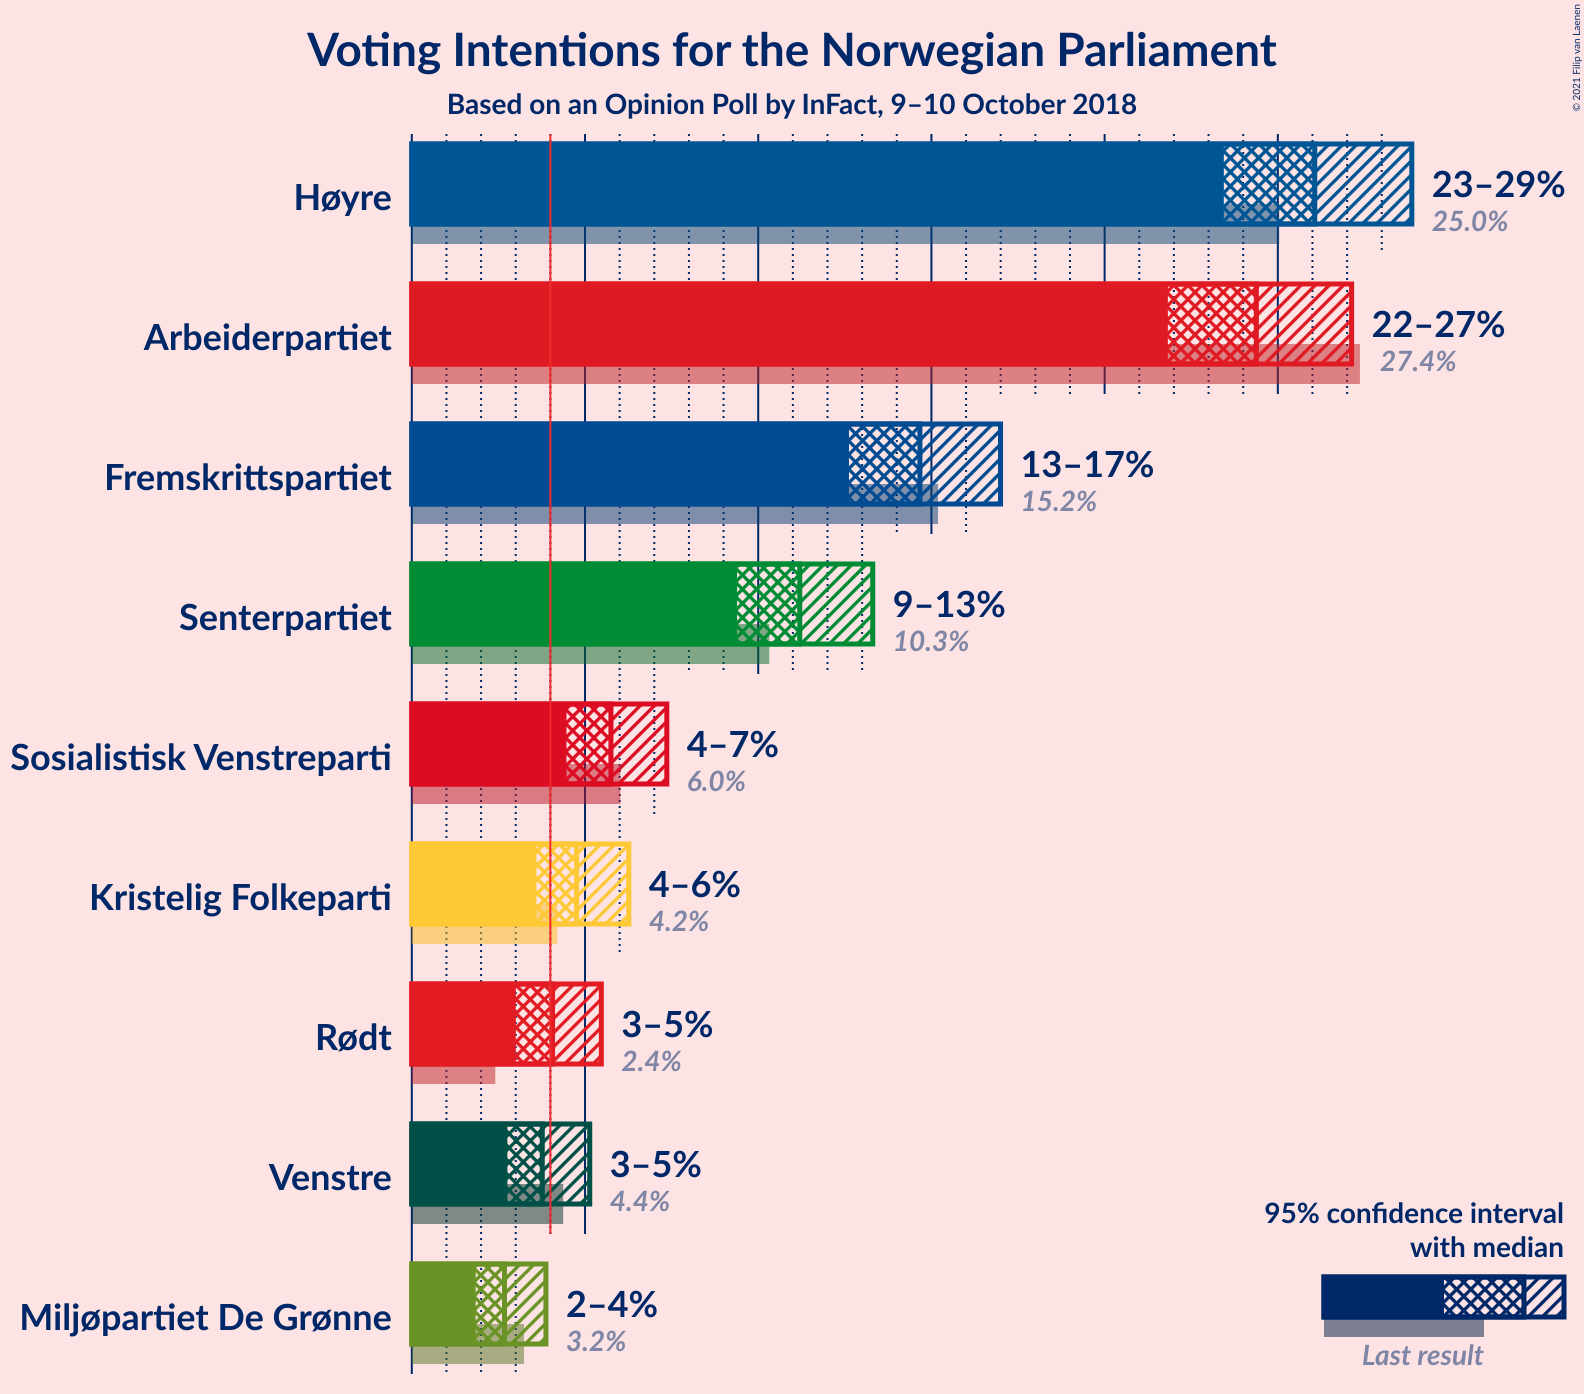 Voting Intentions for the Norwegian Parliament
Based on an Opinion Poll by InFact, 9–10 October 2018
© 2021 Filip van Laenen
Høyre
23–29%
25.0%
Arbeiderpartiet
22–27%
27.4%
Fremskrittspartiet
13–17%
15.2%
Senterpartiet
9–13%
10.3%
Sosialistisk Venstreparti
4–7%
6.0%
Kristelig Folkeparti
4–6%
4.2%
Rødt
3–5%
2.4%
Venstre
3–5%
4.4%
Miljøpartiet De Grønne
2–4%
3.2%
95% confidence interval
with median
Last result